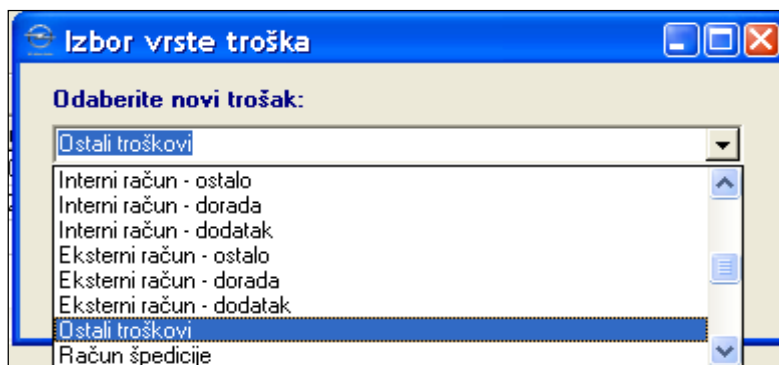 Izbor vrste troška
Odaberite novi trošak:
Ostali troškovi
Interni račun - ostalo
Interni račun - dorada
Interni račun - dodatak
Eksterni račun - ostalo
Eksterni račun - dorada
Eksterni račun - dodatak
Ostali troškovi
Račun špedicije